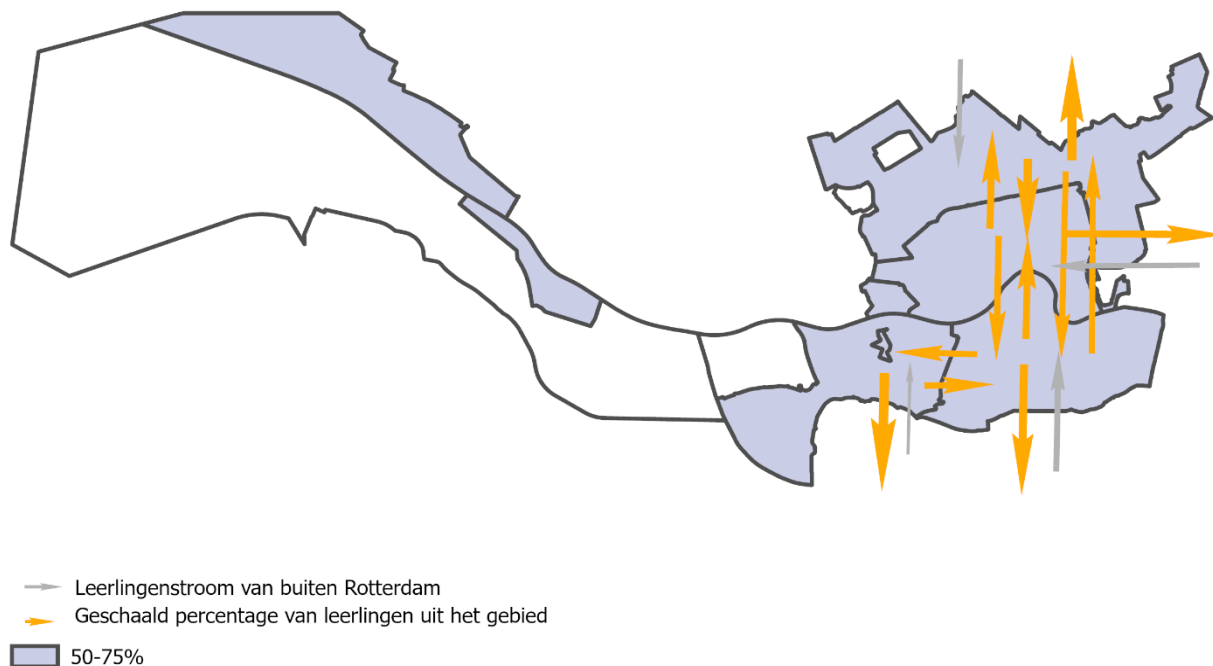 Leerlingenstroom van buiten Rotterdam
Geschaald percentage van leerlingen uit het gebied
50-75%